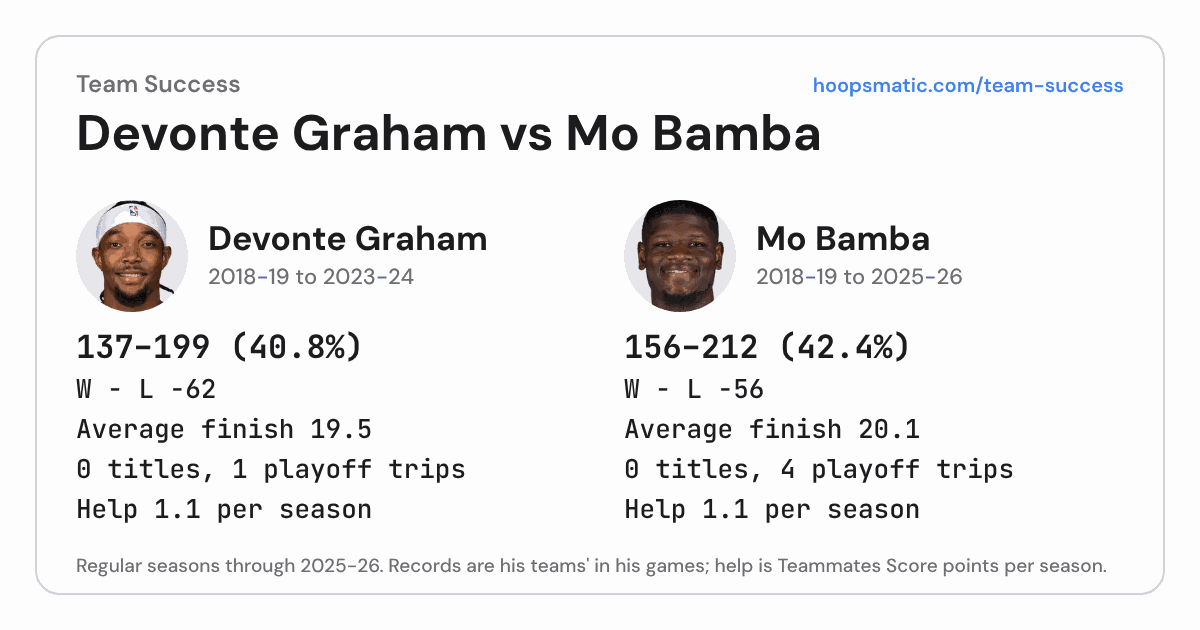 Team Success
hoopsmatic.com/team-success
Devonte Graham vs Mo Bamba
Devonte Graham
2018-19 to 2023-24
137-199 (40.8%)
W - L -62
Average finish 19.5
0 titles, 1 playoff trips
Help 1.1 per season
Mo Bamba
2018-19 to 2025-26
156-212 (42.4%)
W - L -56
Average finish 20.1
0 titles, 4 playoff trips
Help 1.1 per season
Regular seasons through 2025-26. Records are his teams' in his games; help is Teammates Score points per season.